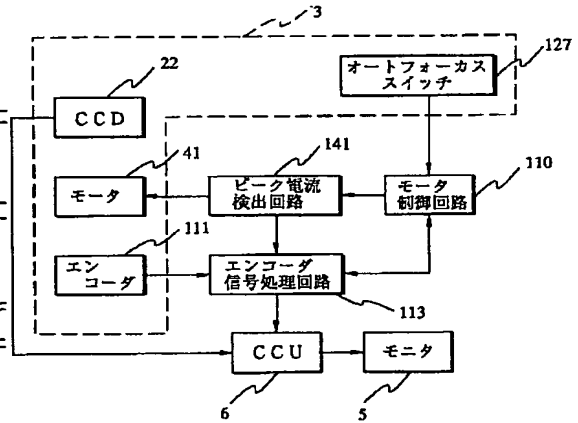 3
127
オートフォーカス
スイッチ
22
CCD
41
モータ
141
ピーク電流
検出回路
モータ
制御回路
110
111
エン
コーダ
エンコーダ
信号処理回路
113
CCU
モニタ
6
5